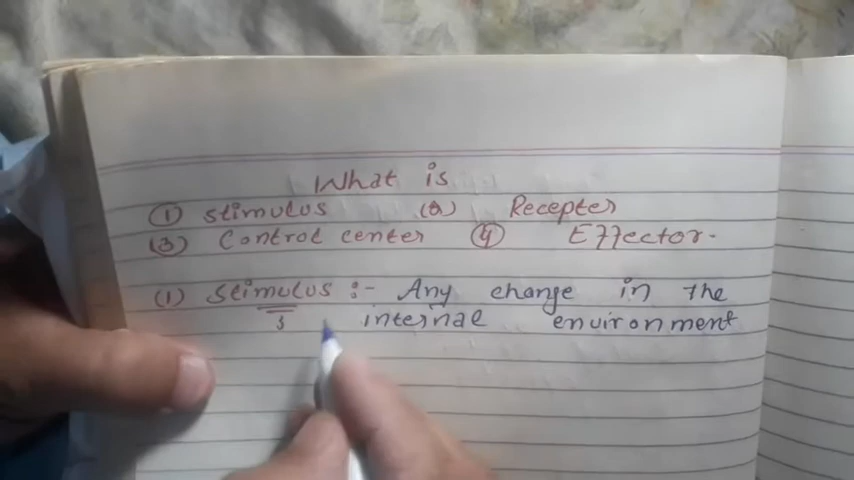 What is
① Stimulus (2) Recepter
(3) Control center ④ Effector.
(1) Stimulus :- Any change in the
internal environment